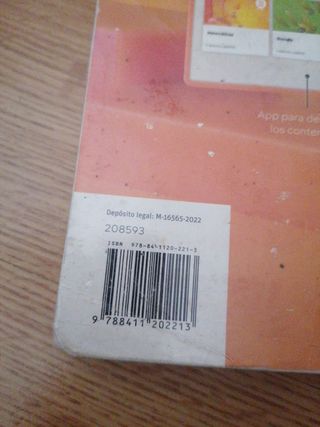 App para de
los conten
Depósito legal: M-16565-2022
208593
ISBN 978-84-1120-221-3
9 788411 202213